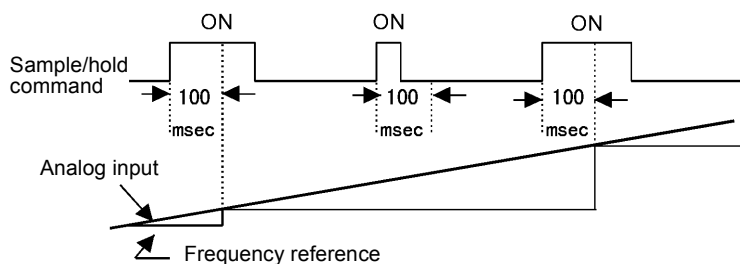 ON ON ON
Sample/hold
command
100 100 100
msec msec msec
Analog input
Frequency reference